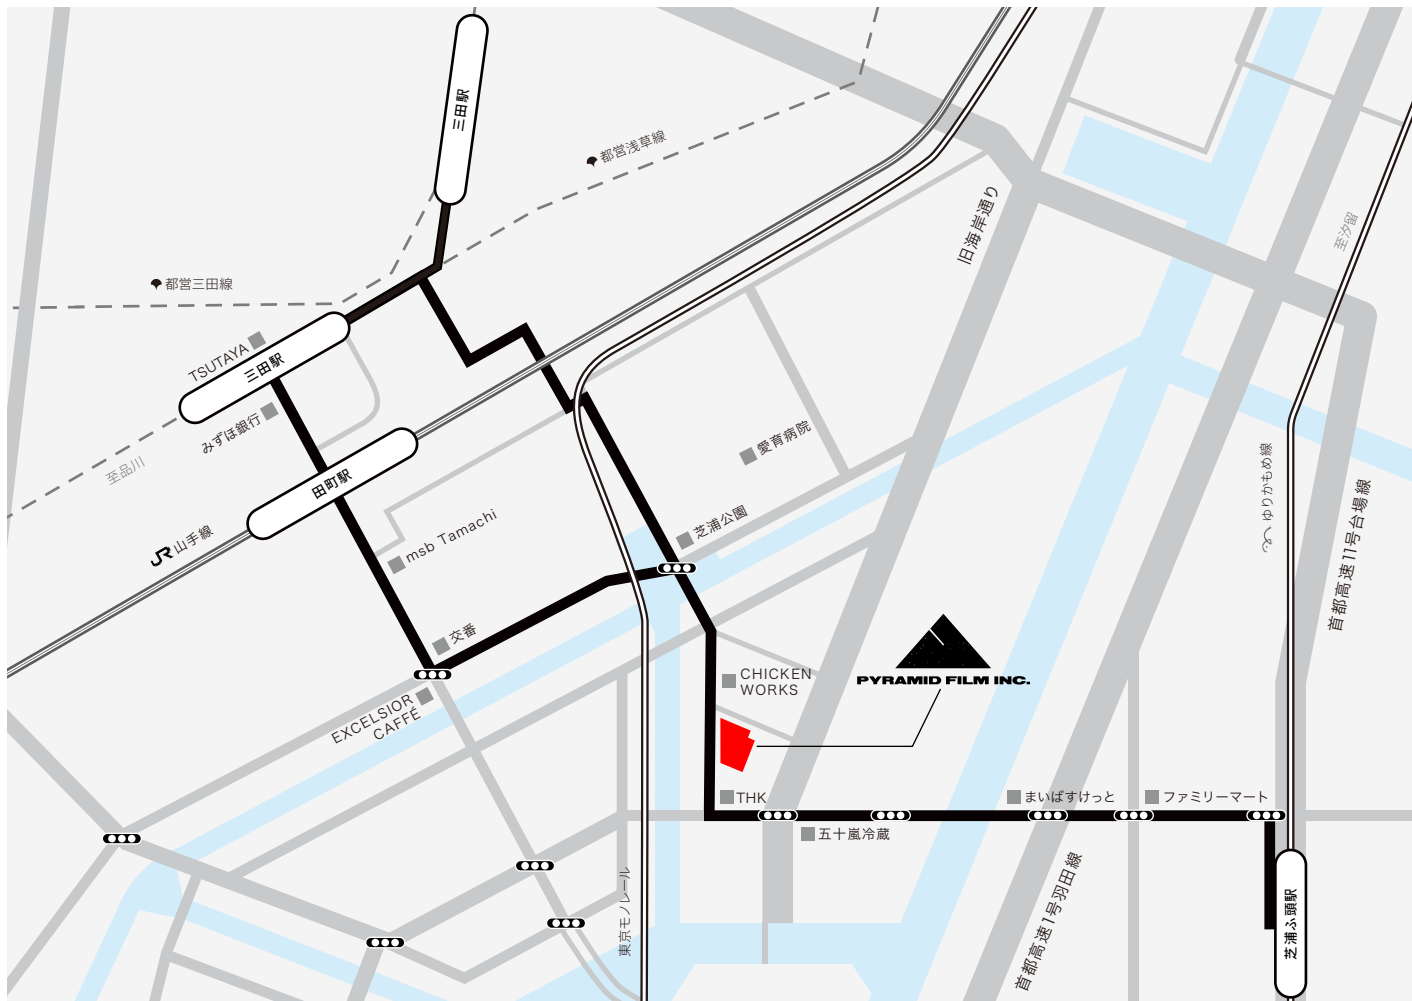 三田駅
都営浅草線
旧海岸通り
至汐留
都営三田線
TSUTAYA
三田駅
みずほ銀行
至品川
田町駅
愛育病院
ゆりかもめ線
首都高速11号台場線
JR山手線
msb Tamachi
芝浦公園
交番
CHICKEN
WORKS
PYRAMID FILM INC.
EXCELSIOR
CAFFÉ
THK
まいばすけっと
ファミリーマート
五十嵐冷蔵
東京モノレール
首都高速1号羽田線
芝浦ふ頭駅